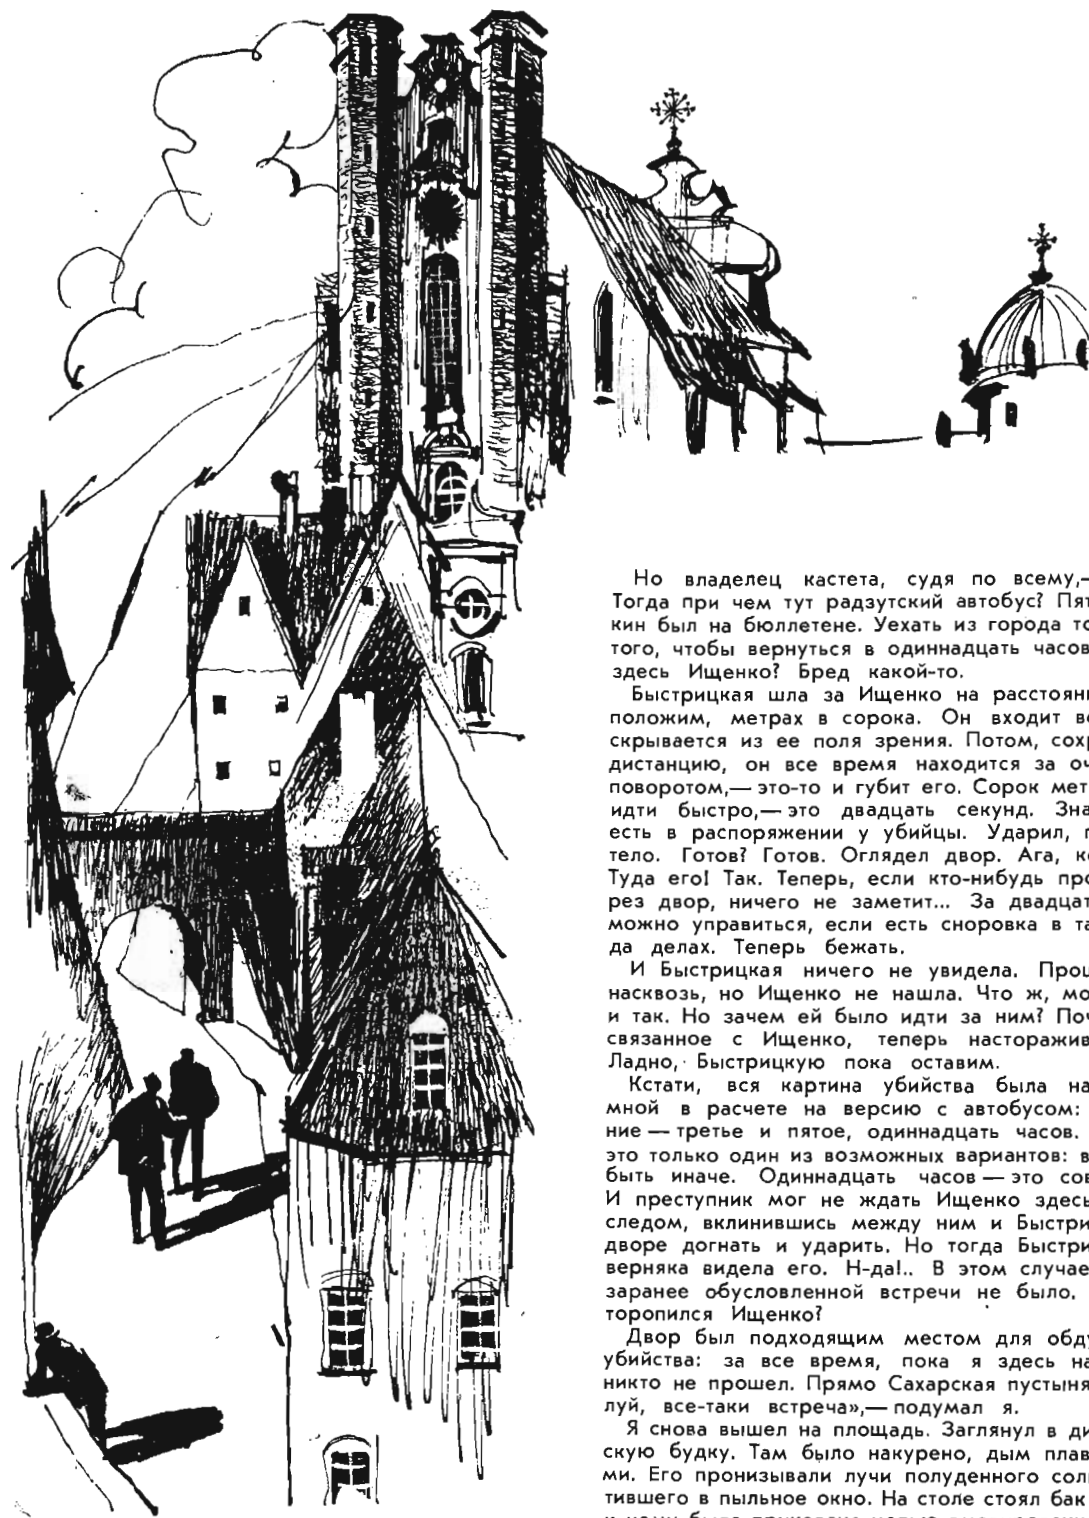 Но владелец кастета, судя по всему,—
Тогда при чем тут радзутский автобус? Пят
кин был на бюллетене. Уехать из города то
того, чтобы вернуться в одиннадцать часов
здесь Ищенко? Бред какой-то.
Быстрицкая шла за Ищенко на расстоян
положим, метрах в сорока. Он входит в
скрывается из ее поля зрения. Потом, сох
дистанцию, он все время находится за оч
поворотом,— это-то и губит его. Сорок мет
идти быстро,— это двадцать секунд. Зна
есть в распоряжении у убийцы. Ударил,
тело. Готов? Готов. Оглядел двор. Ага, к
Туда его! Так. Теперь, если кто-нибудь про
рез двор, ничего не заметит... За двадцат
можно управиться, если есть сноровка в та
да делах. Теперь бежать.
И Быстрицкая ничего не увидела. Про
насквозь, но Ищенко не нашла. Что ж, мо
и так. Но зачем ей было идти за ним? Поч
связанное с Ищенко, теперь насторажив
Ладно, Быстрицкую пока оставим.
Кстати, вся картина убийства была на
мной в расчете на версию с автобусом:
ние — третье и пятое, одиннадцать часов.
это только один из возможных вариантов: в
быть иначе. Одиннадцать часов — это сов
И преступник мог не ждать Ищенко здесь
следом, вклинившись между ним и Быстри
дворе догнать и ударить. Но тогда Быстри
верняка видела его. Н-да!.. В этом случае
заранее обусловленной встречи не было.
торопился Ищенко?
Двор был подходящим местом для обд
убийства: за все время, пока я здесь на
никто не прошел. Прямо Сахарская пустыня
луй, все-таки встреча»,— подумал я.
Я снова вышел на площадь. Заглянул в ди
скую будку. Там было накурено, дым плав
ми. Его пронизывали лучи полуденного сол
тившего в пыльное окно. На столе стоял бак